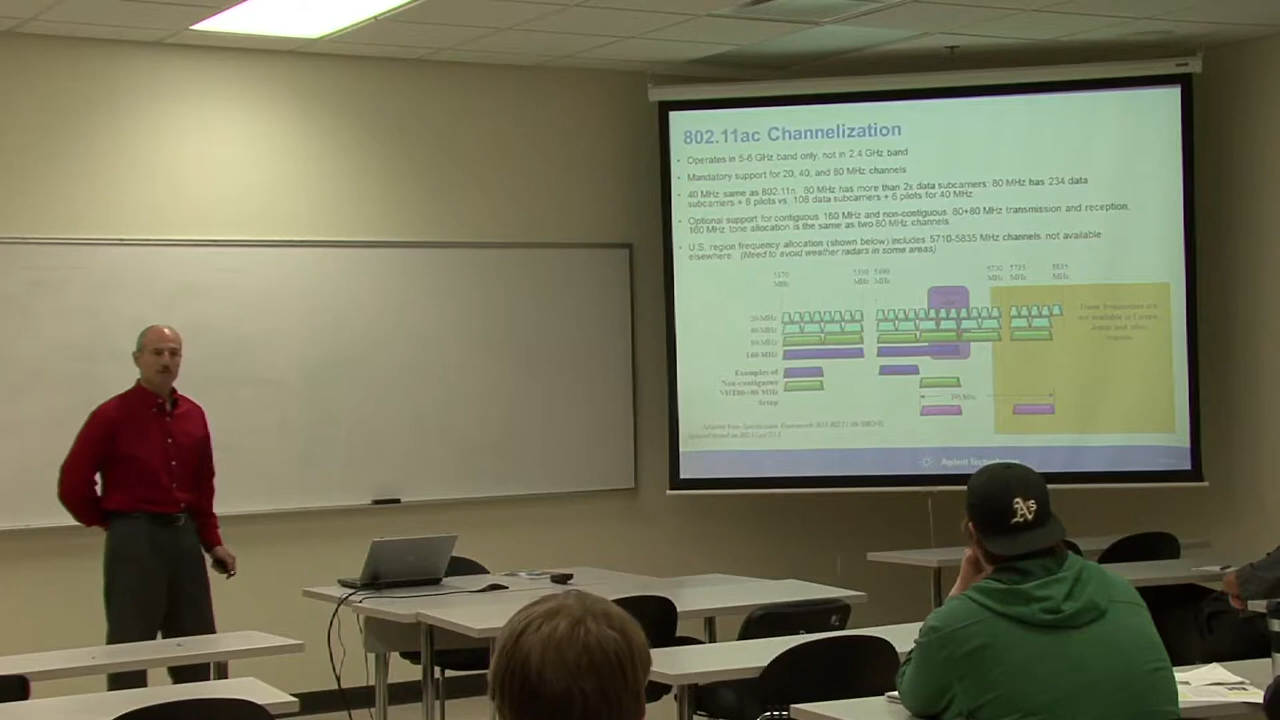 802.11ac Channelization
• Operates in 5-6 GHz band only, not in 2.4 GHz band
• Mandatory support for 20, 40, and 80 MHz channels
• 40 MHz same as 802.11n. 80 MHz has more than 2x data subcarriers: 80 MHz has 234 data
subcarriers + 8 pilots vs. 108 data subcarriers + 6 pilots for 40 MHz
• Optional support for contiguous 160 MHz and non-contiguous 80+80 MHz transmission and reception.
160 MHz tone allocation is the same as two 80 MHz channels.
• U.S. region frequency allocation (shown below) includes 5710-5835 MHz channels not available
elsewhere. (Need to avoid weather radars in some areas)
5170 5330 5490 5730 5735 5835
MHz MHz MHz MHz MHz MHz
20 MHz
40 MHz
80 MHz
160 MHz
These frequencies are
not available in Europe,
Japan and other
regions
Examples of
Non-contiguous
VHT80+80 MHz
Setup
Agilent Technologies
A's